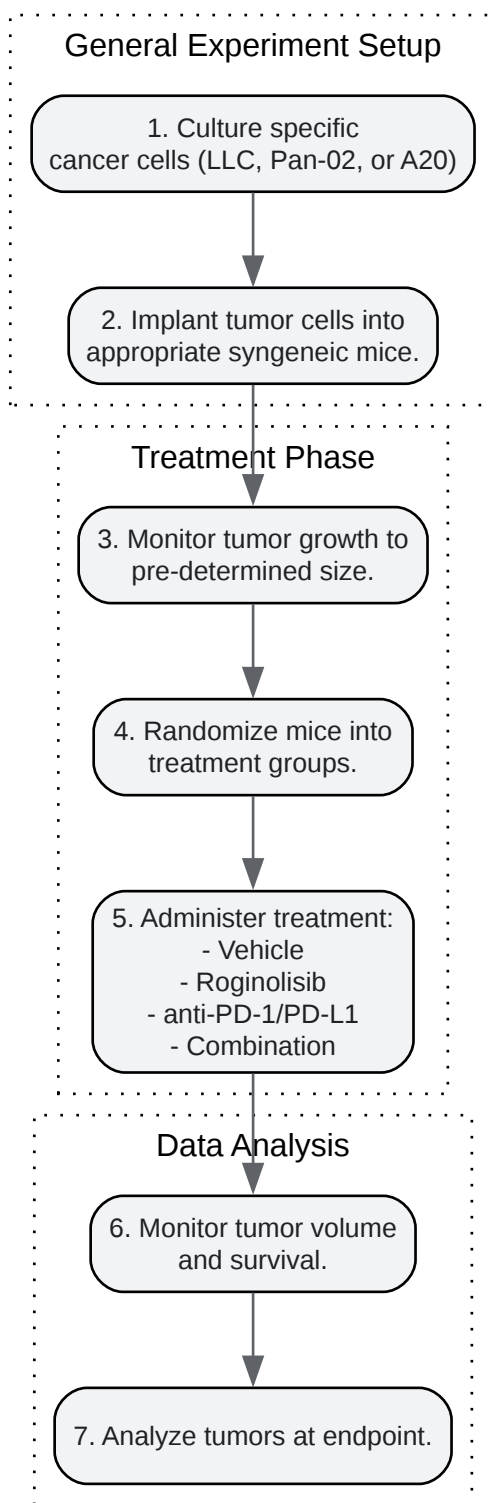 General Experiment Setup
1. Culture specific
cancer cells (LLC, Pan-02, or A20)
2. Implant tumor cells into
appropriate syngeneic mice.
Treatment Phase
3. Monitor tumor growth to
pre-determined size.
4. Randomize mice into
treatment groups.
5. Administer treatment:
- Vehicle
- Roginolisib
- anti-PD-1/PD-L1
- Combination
Data Analysis
6. Monitor tumor volume
and survival.
7. Analyze tumors at endpoint.